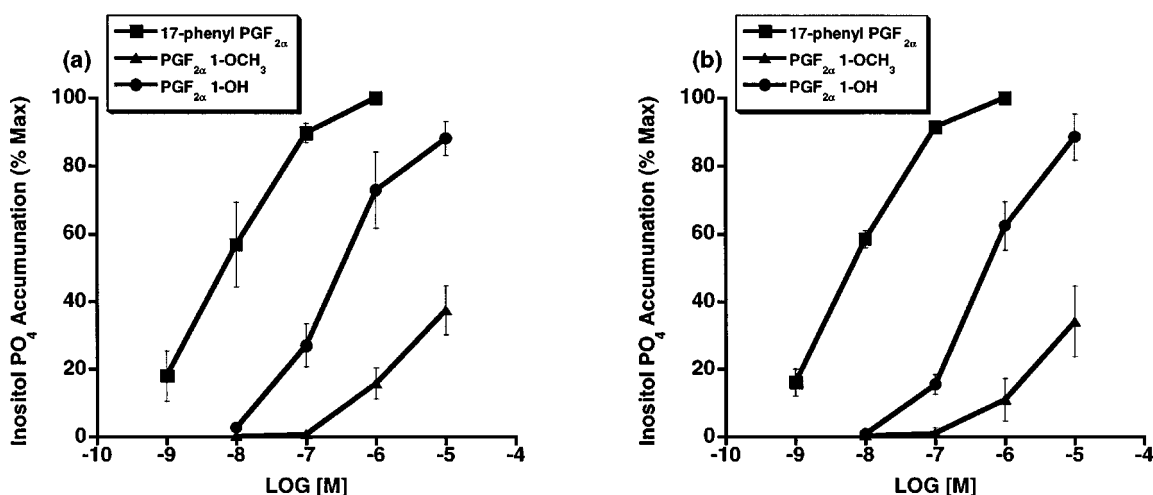 (a)
17-phenyl PGF2α
PGF2α 1-OCH3
PGF2α 1-OH
Inositol PO4 Accumunation (% Max)
100
80
60
40
20
0
-10 -9 -8 -7 -6 -5 -4
LOG [M]
(b)
17-phenyl PGF2α
PGF2α 1-OCH3
PGF2α 1-OH
Inositol PO4 Accumunation (% Max)
100
80
60
40
20
0
-10 -9 -8 -7 -6 -5 -4
LOG [M]